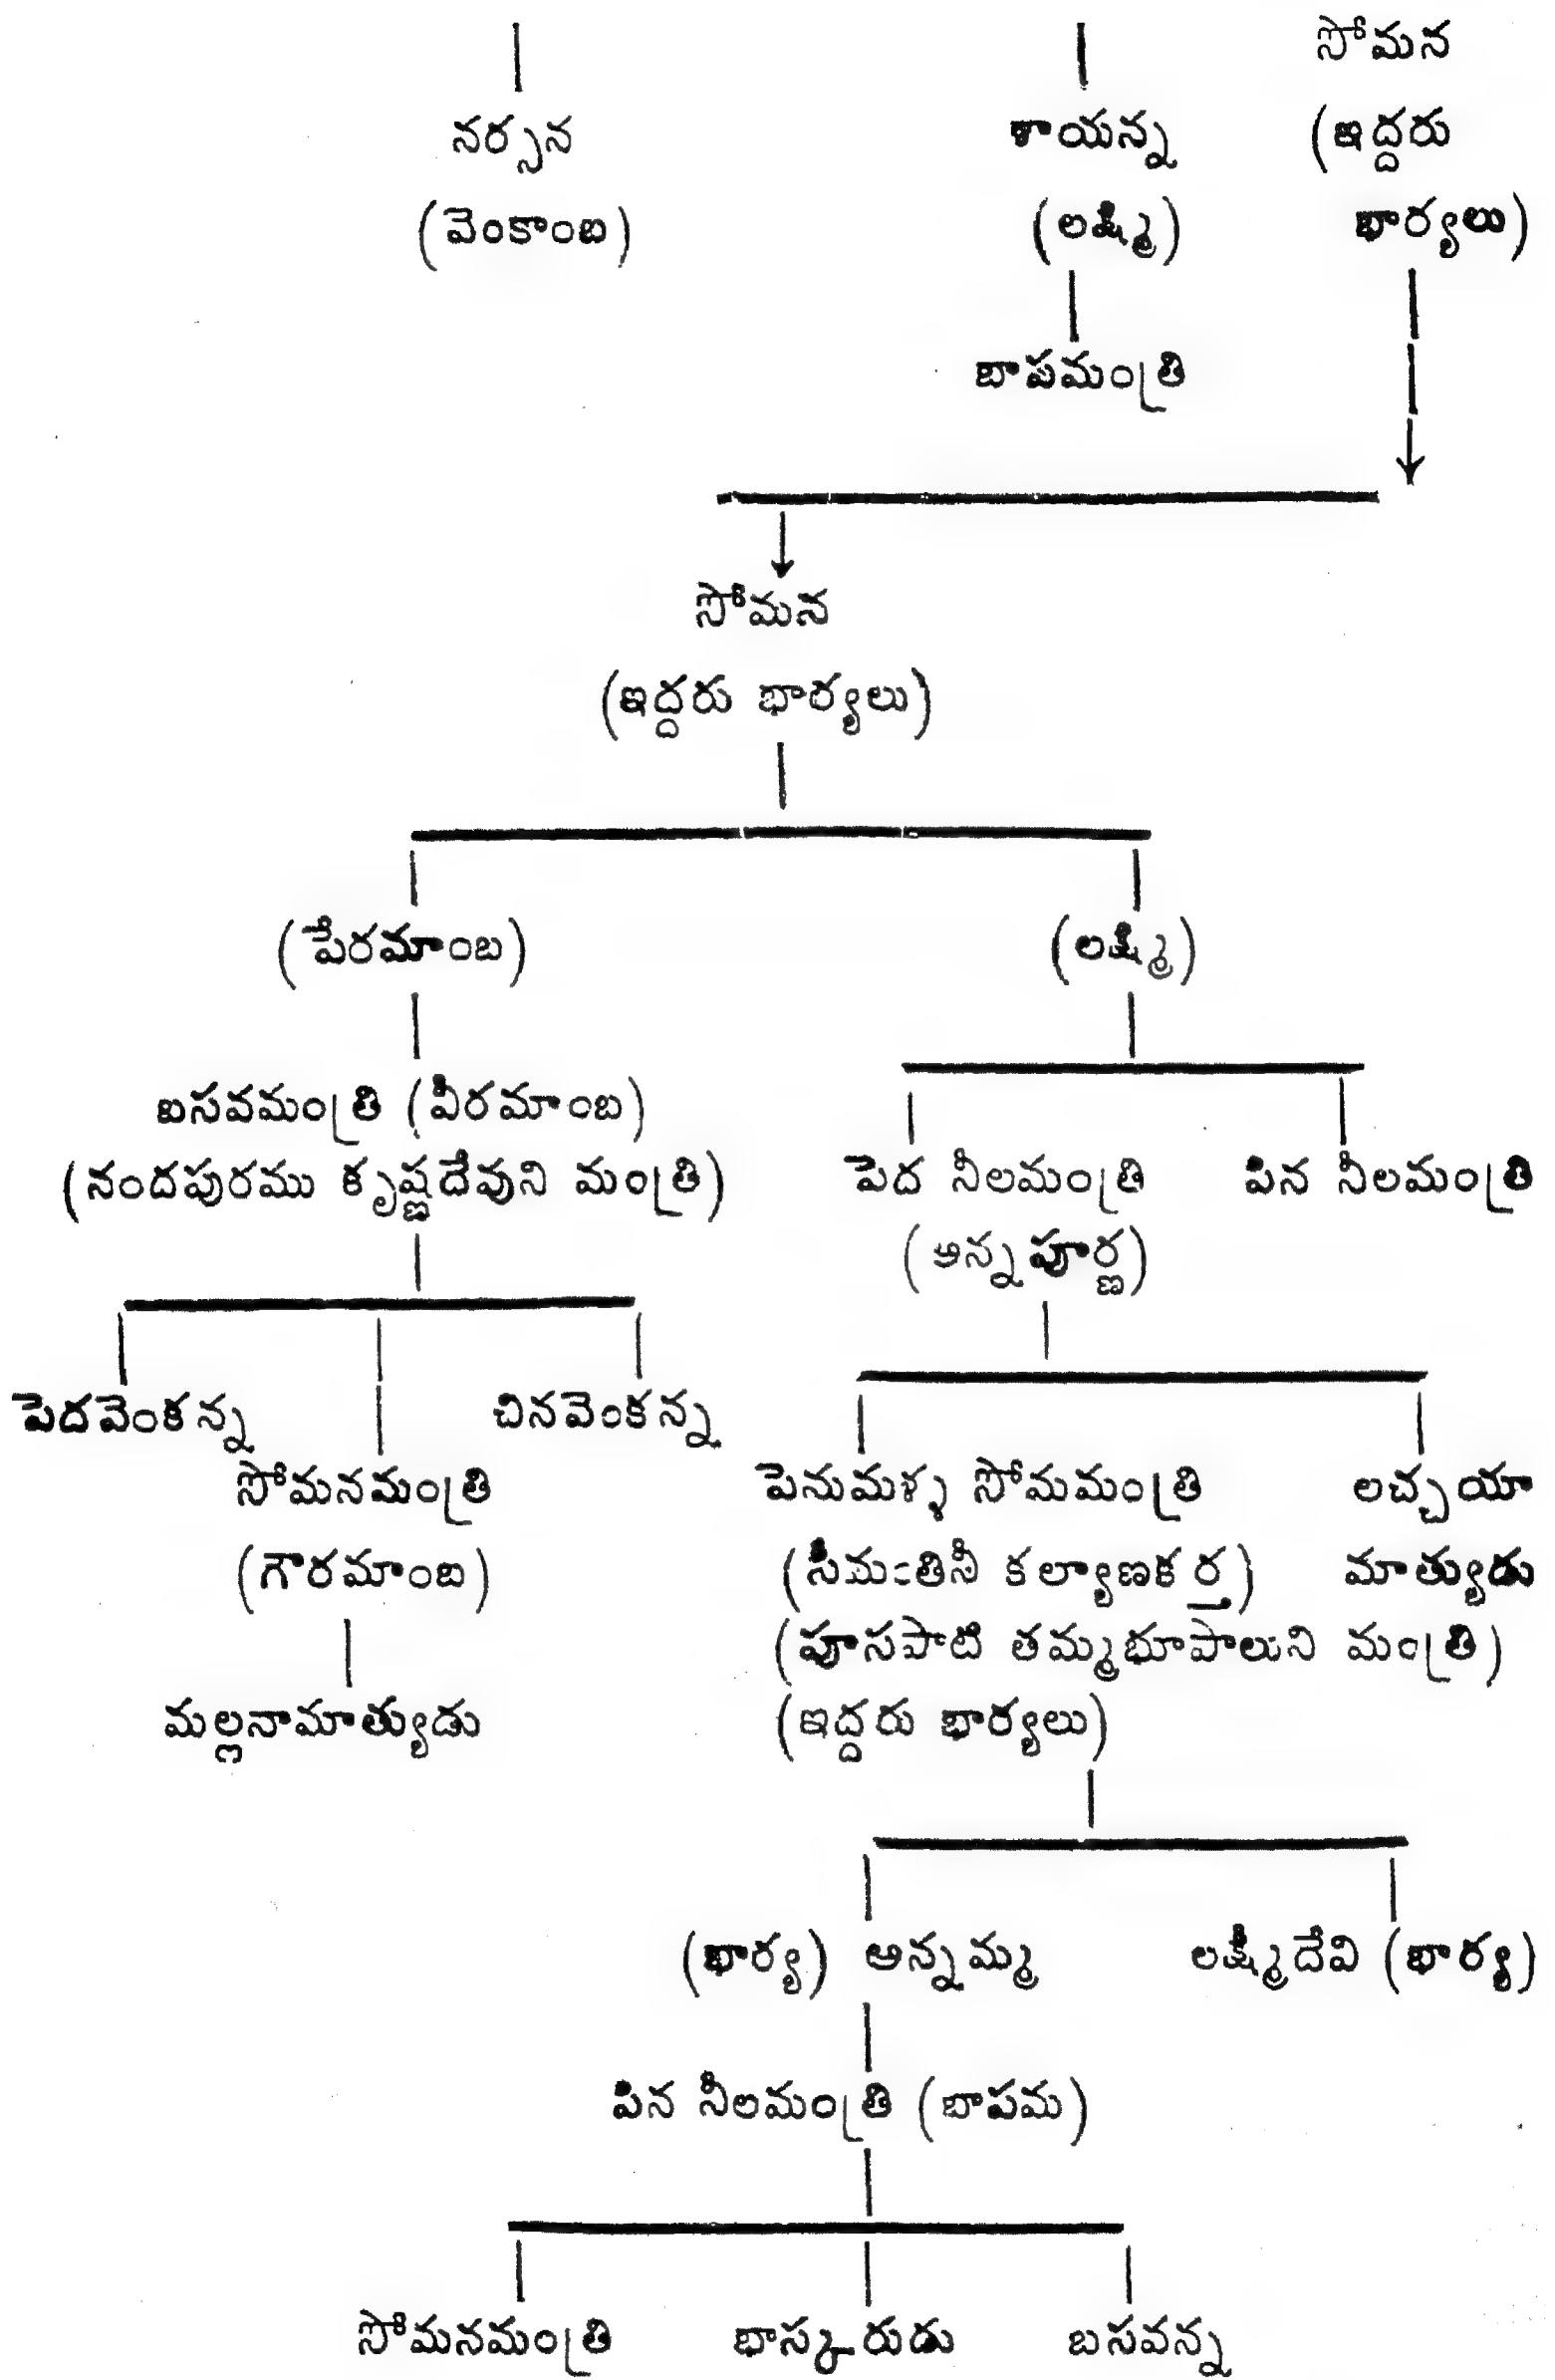 సోమన
నర్సన కాయన్న (ఇద్దరు
(వెంకాంబ) (లక్ష్మి) భార్యలు)
బాపమంత్రి
సోమన
(ఇద్దరు భార్యలు)
(పేరమాంబ) (లక్ష్మి)
బసవమంత్రి (వీరమాంబ)
(నందపురము కృష్ణదేవుని మంత్రి) పెద నీలమంత్రి పిన నీలమంత్రి
(అన్నపూర్ణ)
పెదవెంకన్న చినవెంకన్న
సోమనమంత్రి పెనుమళ్ళ సోమమంత్రి లచ్చయా
(గౌరమాంబ) (సీమంతినీ కల్యాణకర్త) మాత్యుడు
(పూసపాటి తమ్మభూపాలుని మంత్రి)
మల్లనామాత్యుడు (ఇద్దరు భార్యలు)
(భార్య) అన్నమ్మ లక్ష్మీదేవి (భార్య)
పిన నీలమంత్రి (బాపమ)
సోమనమంత్రి భాస్కరుడు బసవన్న